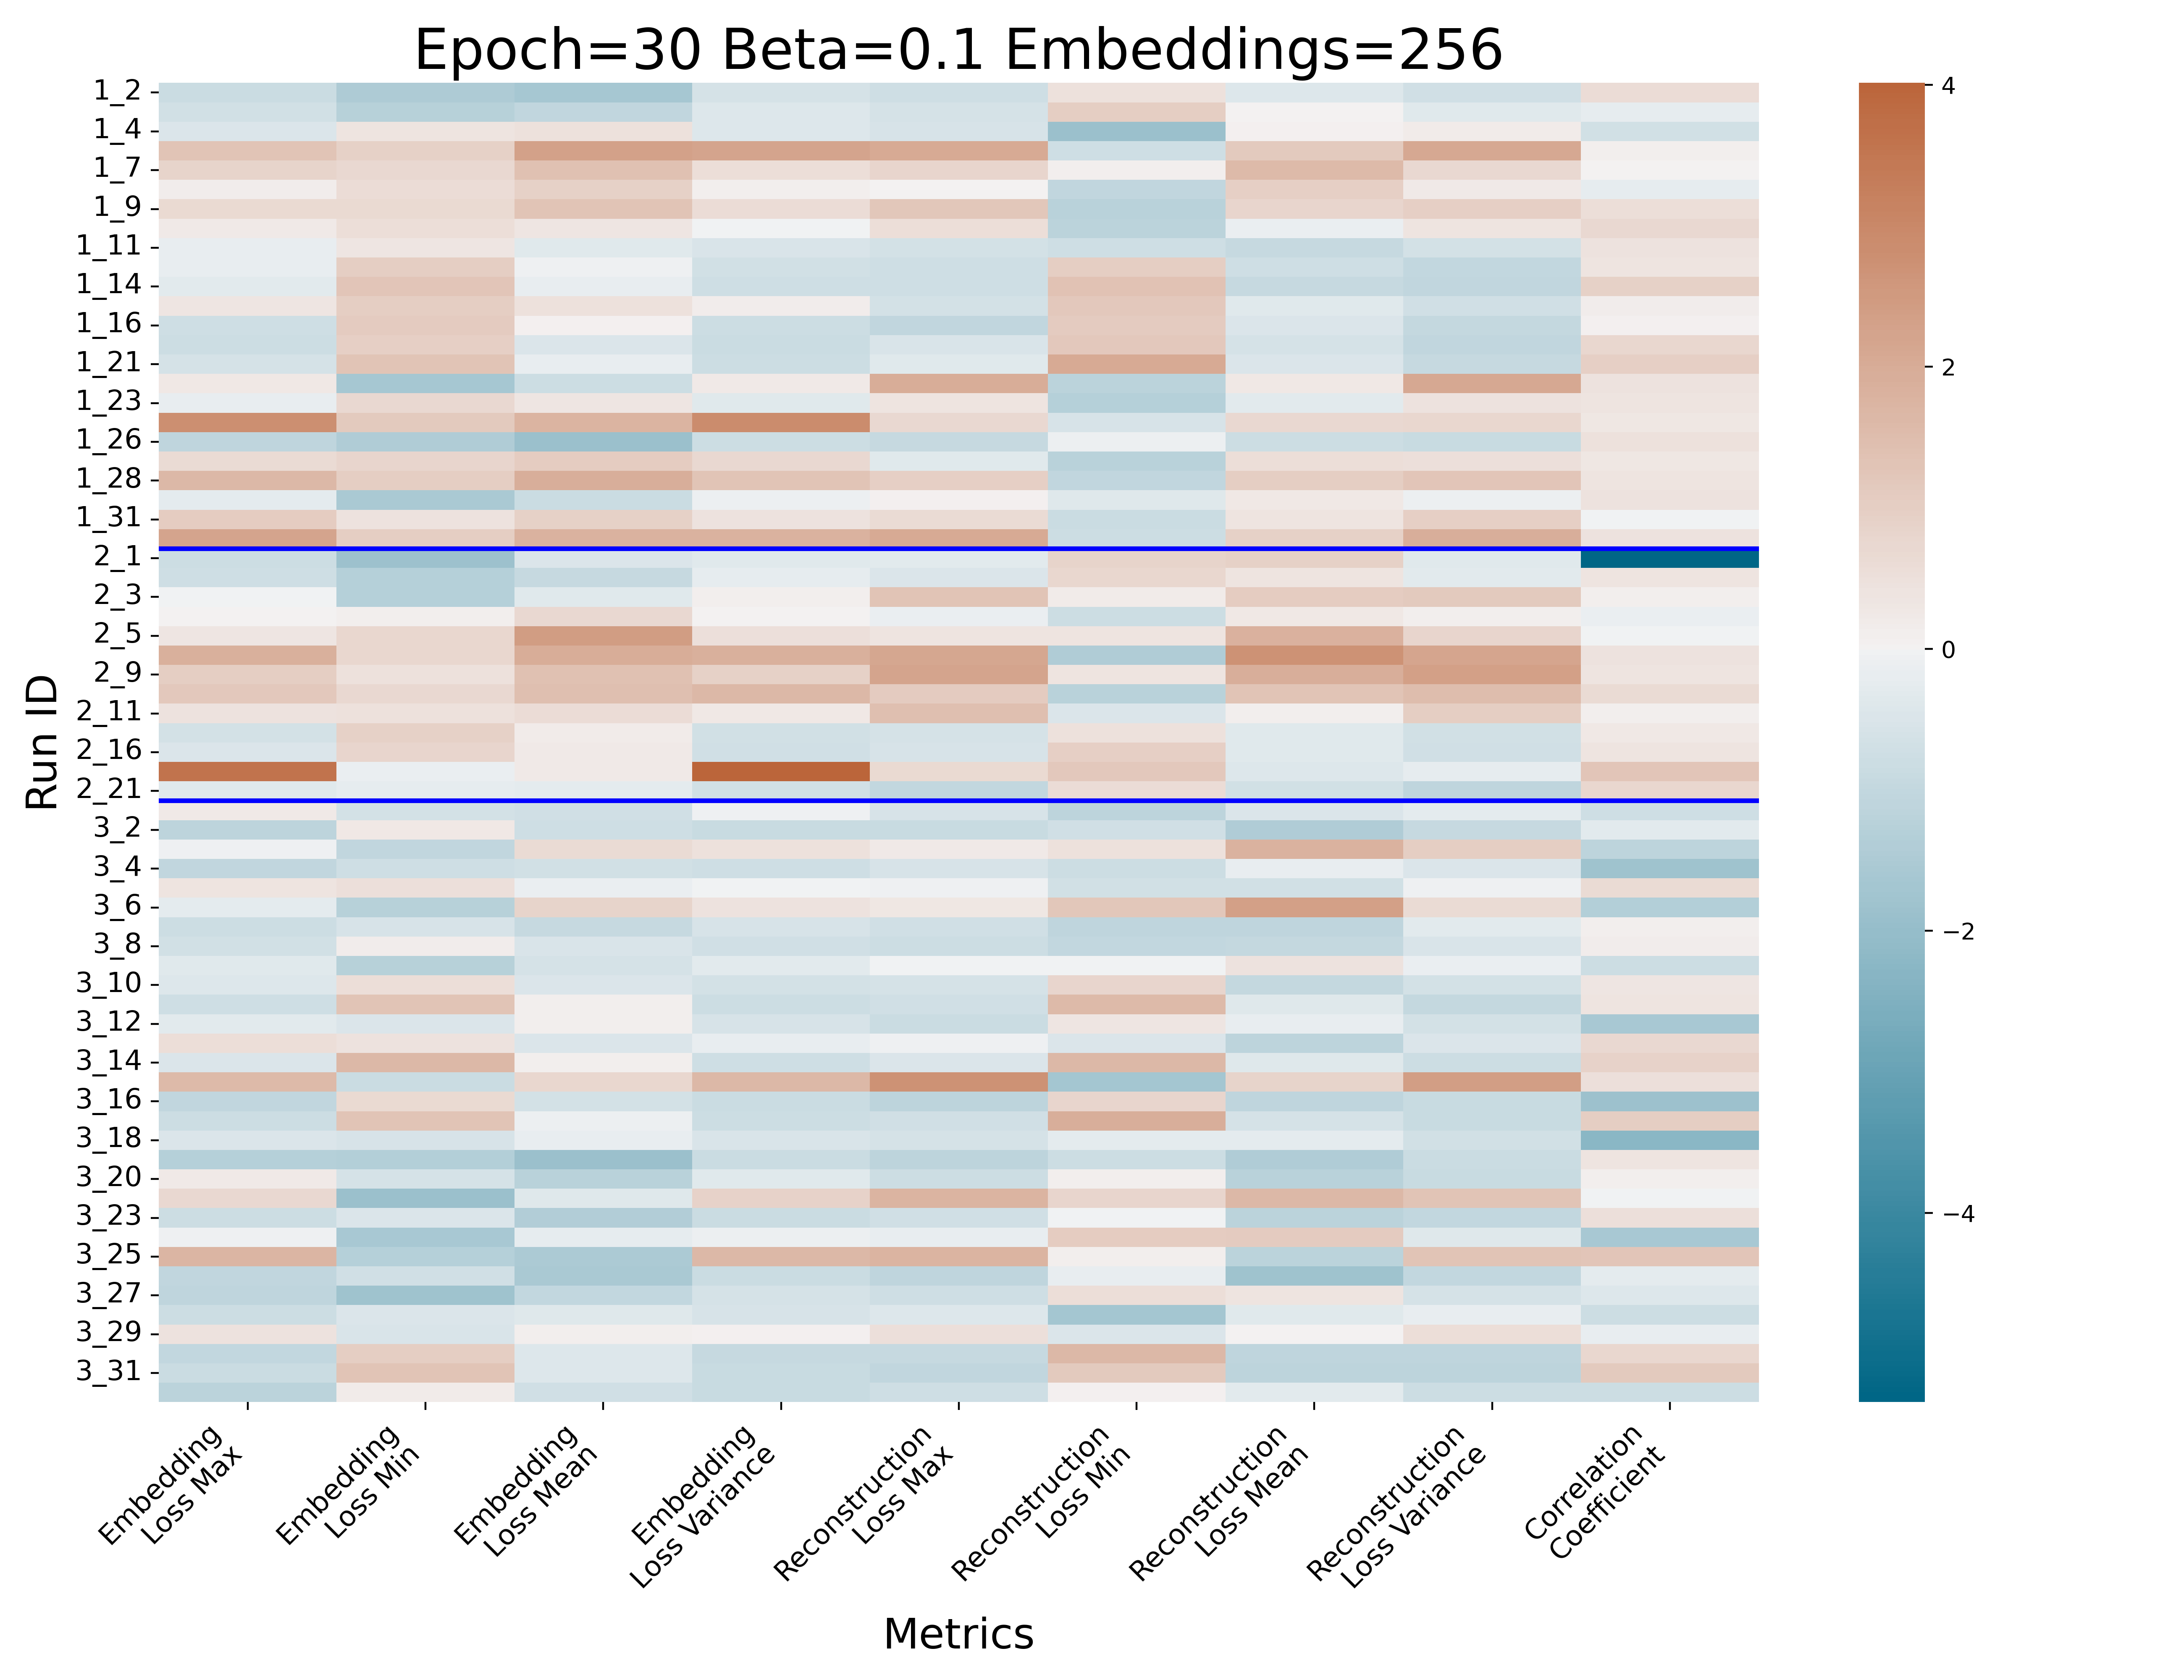 Epoch=30 Beta=0.1 Embeddings=256
Run ID
1_2
1_4
1_7
1_9
1_11
1_14
1_16
1_21
1_23
1_26
1_28
1_31
2_1
2_3
2_5
2_9
2_11
2_16
2_21
3_2
3_4
3_6
3_8
3_10
3_12
3_14
3_16
3_18
3_20
3_23
3_25
3_27
3_29
3_31
Embedding
Loss Max
Embedding
Loss Min
Embedding
Loss Mean
Embedding
Loss Variance
Reconstruction
Loss Max
Reconstruction
Loss Min
Reconstruction
Loss Mean
Reconstruction
Loss Variance
Correlation
Coefficient
Metrics
4
2
0
−2
−4